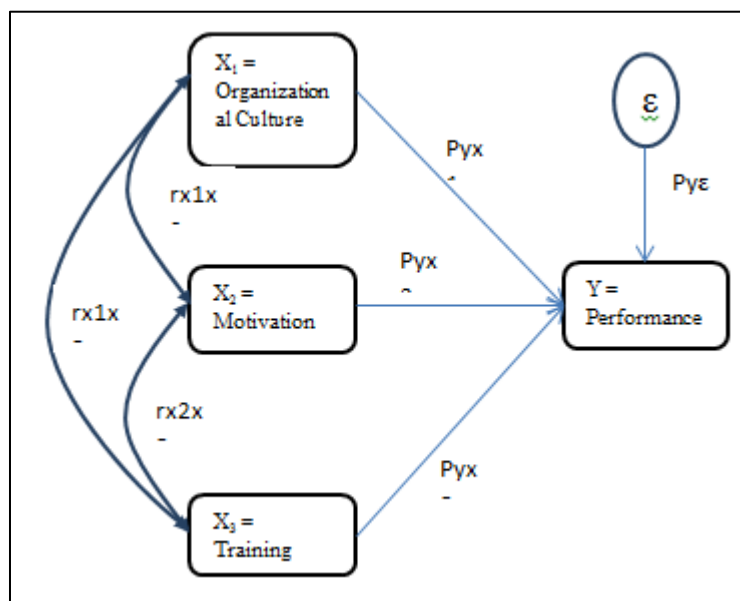 X₁ =
Organization
al Culture
ε
Pyx
Pyε
rx1x
-
Pyx
X₂ =
Motivation
Y =
Performance
rx1x
-
rx2x
-
Pyx
-
X₃ =
Training